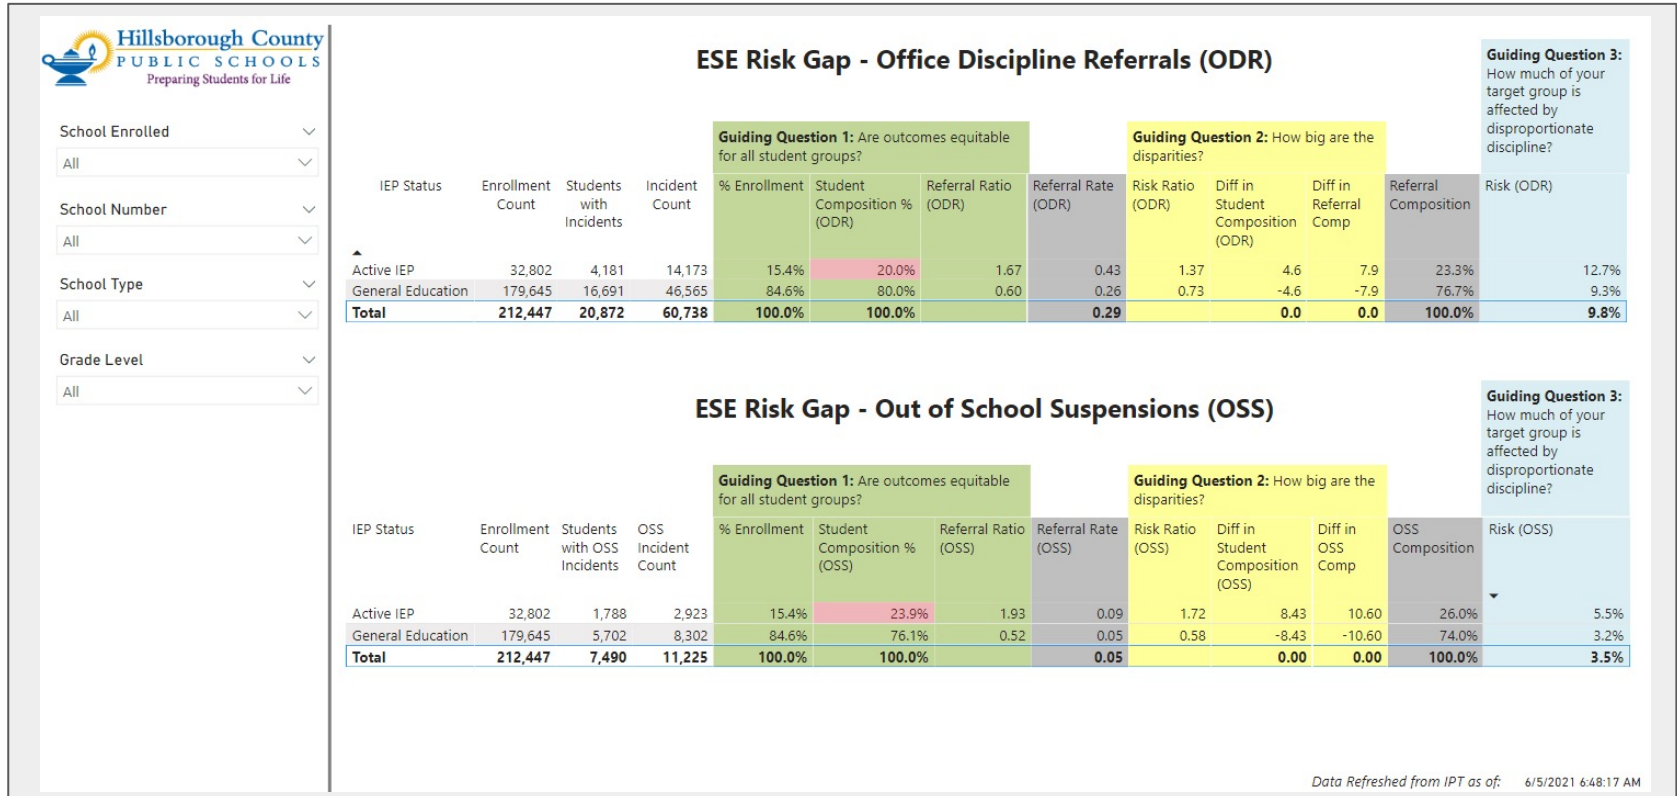 Hillsborough County
PUBLIC SCHOOLS
Preparing Students for Life
School Enrolled
All
School Number
All
School Type
All
Grade Level
All
ESE Risk Gap - Office Discipline Referrals (ODR)
Guiding Question 3:
How much of your
target group is
affected by
disproportionate
discipline?
Guiding Question 1: Are outcomes equitable
for all student groups?
Guiding Question 2: How big are the
disparities?
IEP Status Enrollment Students Incident % Enrollment Student Referral Ratio Referral Rate Risk Ratio Diff in Diff in Referral Risk (ODR)
Count with Count Composition % (ODR) (ODR) (ODR) Student Referral Composition
Incidents (ODR) Composition Comp
(ODR)
Active IEP 32,802 4,181 14,173 15.4% 20.0% 1.67 0.43 1.37 4.6 7.9 23.3% 12.7%
General Education 179,645 16,691 46,565 84.6% 80.0% 0.60 0.26 0.73 -4.6 -7.9 76.7% 9.3%
Total 212,447 20,872 60,738 100.0% 100.0% 0.29 0.0 0.0 100.0% 9.8%
ESE Risk Gap - Out of School Suspensions (OSS)
Guiding Question 3:
How much of your
target group is
affected by
disproportionate
discipline?
Guiding Question 1: Are outcomes equitable
for all student groups?
Guiding Question 2: How big are the
disparities?
IEP Status Enrollment Students OSS % Enrollment Student Referral Ratio Referral Rate Risk Ratio Diff in Diff in OSS Risk (OSS)
Count with OSS Incident Composition % (OSS) (OSS) (OSS) Student OSS Composition
Incidents Count (OSS) Composition Comp
(OSS)
Active IEP 32,802 1,788 2,923 15.4% 23.9% 1.93 0.09 1.72 8.43 10.60 26.0% 5.5%
General Education 179,645 5,702 8,302 84.6% 76.1% 0.52 0.05 0.58 -8.43 -10.60 74.0% 3.2%
Total 212,447 7,490 11,225 100.0% 100.0% 0.05 0.00 0.00 100.0% 3.5%
Data Refreshed from IPT as of: 6/5/2021 6:48:17 AM